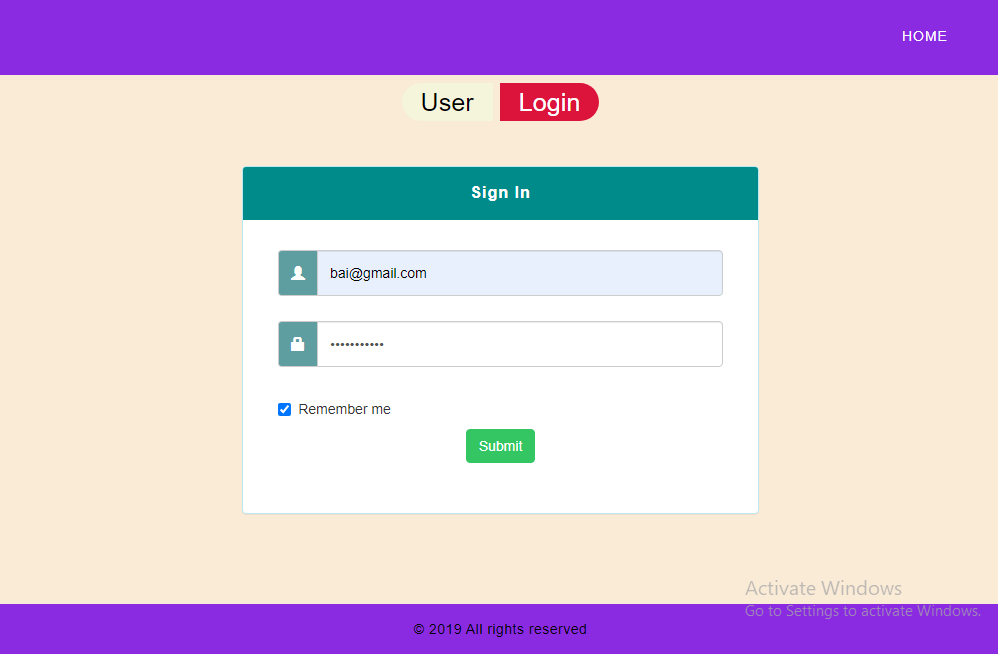 HOME
User Login
Sign In
bai@gmail.com
•••••••••••
Remember me
Submit
Activate Windows
Go to Settings to activate Windows.
© 2019 All rights reserved